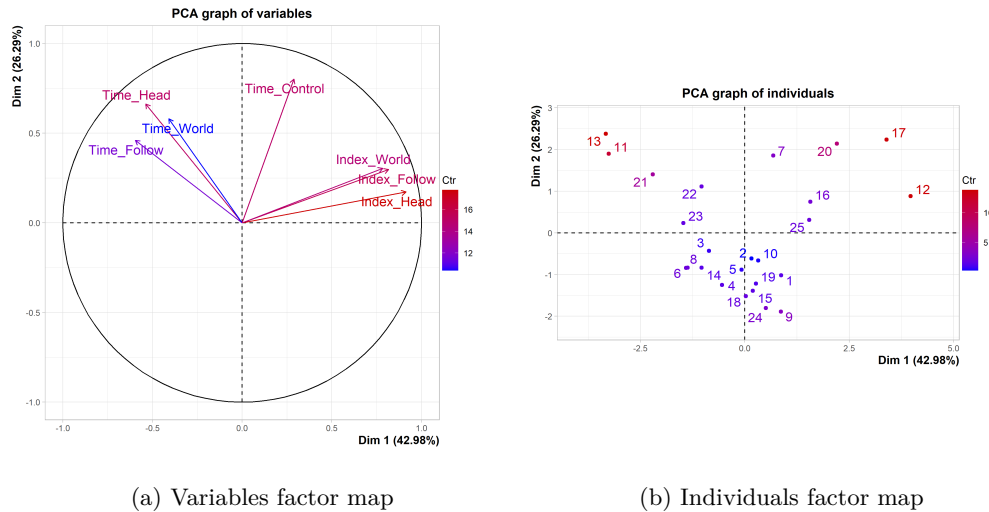 PCA graph of variables
Dim 2 (26.29%)
1.0
0.5
0.0
-0.5
-1.0
Time_Head
Time_Control
Time_World
Time_Follow
Index_World
Index_Follow
Index_Head
Ctr
16
14
12
-1.0
-0.5
0.0
0.5
1.0
Dim 1 (42.98%)
(a) Variables factor map
PCA graph of individuals
Dim 2 (26.29%)
3
2
1
0
-1
-2
13
11
7
20
17
21
22
16
12
23
25
3
2
10
6
8
14
5
19
1
4
18
15
24
9
Ctr
10
5
-2.5
0.0
2.5
5.0
Dim 1 (42.98%)
(b) Individuals factor map